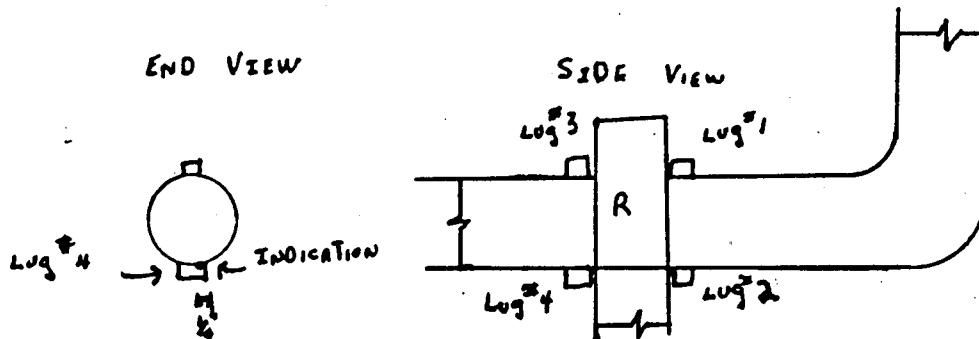 END VIEW
SIDE VIEW
Lug #3
Lug #1
R
Lug #4
INDICATION
Lug #4
Lug #2